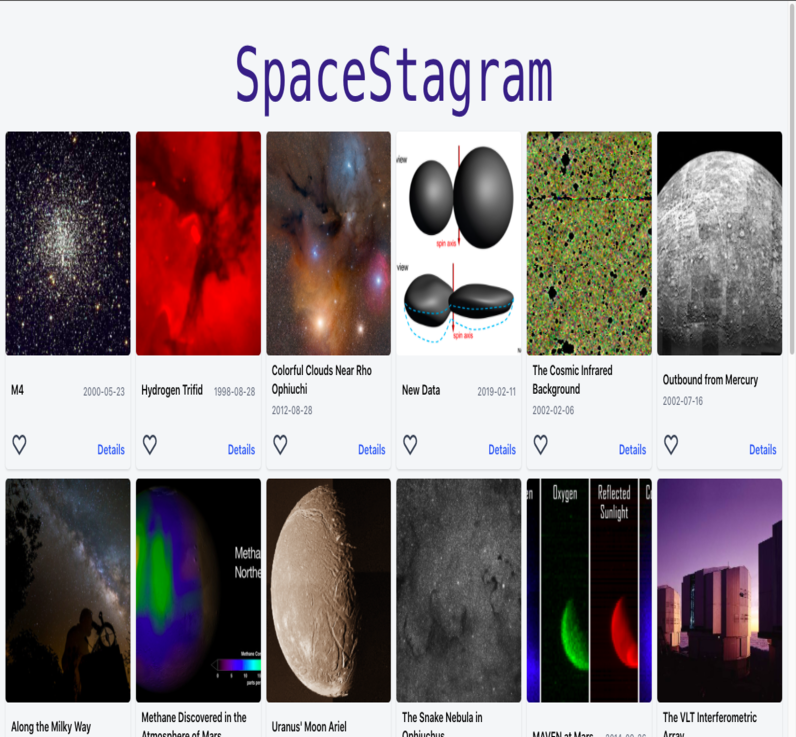 SpaceStagram
view
spin axis
view
spin axis
M4
2000-05-23
Details
Hydrogen Trifid
1998-08-28
Details
Colorful Clouds Near Rho
Ophiuchi
2012-08-28
Details
New Data
2019-02-11
Details
The Cosmic Infrared
Background
2002-02-06
Details
Outbound from Mercury
2002-07-16
Details
Along the Milky Way
Metha
Northe
Methane Discovered in the
Atmosphere of Mars
Uranus' Moon Ariel
The Snake Nebula in
Ophiuchus
en
Oxygen
Reflected
Sunlight
C
MAVEN at Mars
2014-09-26
The VLT Interferometric
Array